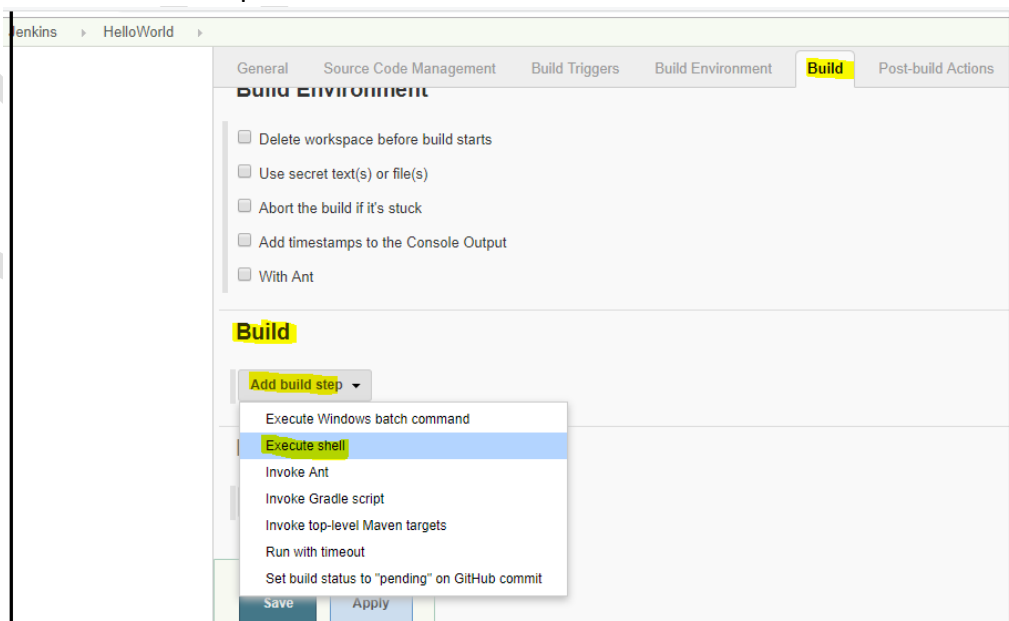 Jenkins HelloWorld
General Source Code Management Build Triggers Build Environment Build Post-build Actions
Build Environment
Delete workspace before build starts
Use secret text(s) or file(s)
Abort the build if it's stuck
Add timestamps to the Console Output
With Ant
Build
Add build step
Execute Windows batch command
Execute shell
Invoke Ant
Invoke Gradle script
Invoke top-level Maven targets
Run with timeout
Set build status to "pending" on GitHub commit
Save Apply